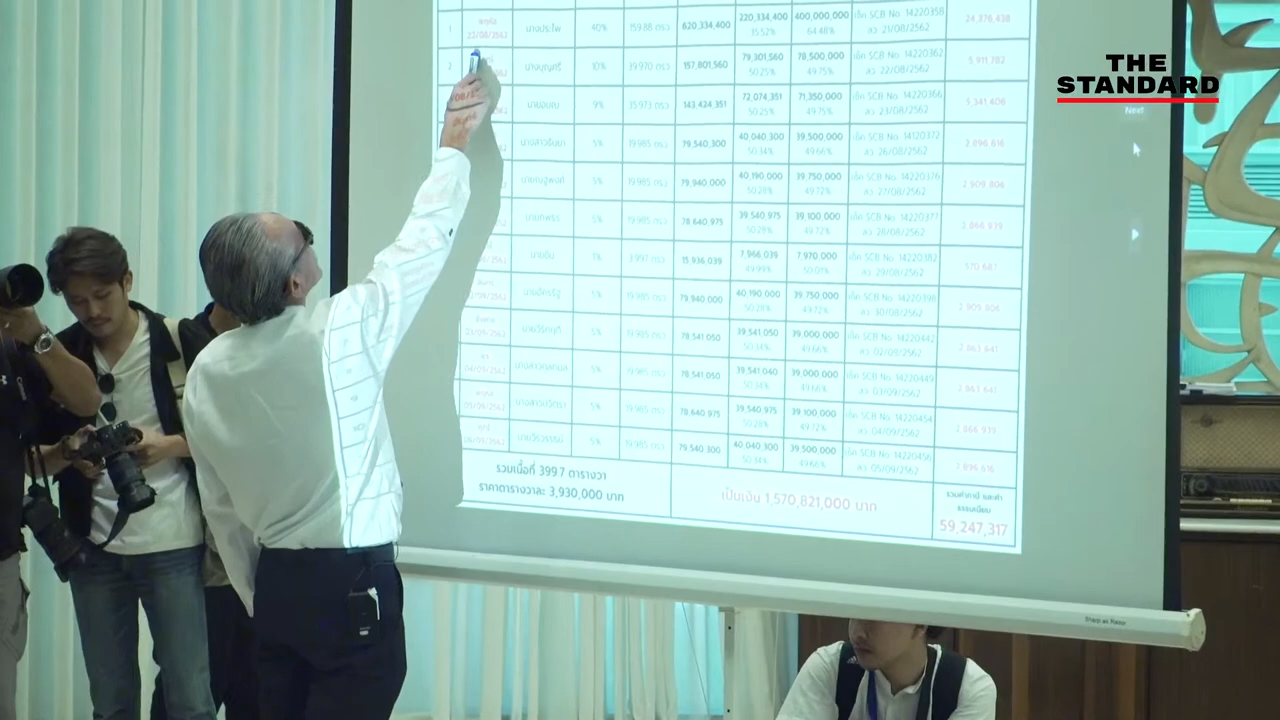 THE
STANDARD
Next
1 พฤหัส 22/08/2562 นางประไพ 40% 159.88 ตรว 620,334,400 220,334,400 15.52% 400,000,000 64.48% เช็ค SCB No. 14220358 ลว 21/08/2562 24,376,438
2 นางบุญศรี 10% 39.970 ตรว 157,801,560 79,301,560 50.25% 78,500,000 49.75% เช็ค SCB No. 14220362 ลว 22/08/2562 5,911,782
9% 35.973 ตรว 143,424,351 72,074,351 50.25% 71,350,000 49.75% เช็ค SCB No. 14220366 ลว 23/08/2562 5,341,406
5% 19.985 ตรว 79,540,300 40,040,300 50.34% 39,500,000 49.66% เช็ค SCB No. 14120372 ลว 26/08/2562 2,896,616
5% 19.985 ตรว 79,940,000 40,190,000 50.28% 39,750,000 49.72% เช็ค SCB No. 14220376 ลว 27/08/2562 2,909,806
5% 19.985 ตรว 78,640,975 39,540,975 50.28% 39,100,000 49.72% เช็ค SCB No. 14220377 ลว 28/08/2562 2,866,939
1% 3.997 ตรว 15,936,039 7,966,039 49.99% 7,970,000 50.01% เช็ค SCB No. 14220382 ลว 29/08/2562 570,687
5% 19.985 ตรว 79,940,000 40,190,000 50.28% 39,750,000 49.72% เช็ค SCB No. 14220398 ลว 30/08/2562 2,909,306
03/09/2562 5% 19.985 ตรว 78,541,050 39,541,050 50.34% 39,000,000 49.66% เช็ค SCB No. 14220442 ลว 02/09/2562 2,863,641
04/09/2562 5% 19.985 ตรว 78,541,050 39,541,040 50.34% 39,000,000 49.66% เช็ค SCB No. 14220449 ลว 03/09/2562 2,863,641
05/09/2562 5% 19.985 ตรว 78,640,975 39,540,975 50.28% 39,100,000 49.72% เช็ค SCB No. 14220454 ลว 04/09/2562 2,866,939
5% 19.985 ตรว 79,540,300 40,040,300 50.34% 39,500,000 49.66% เช็ค SCB No. 14220456 ลว 05/09/2562 2,896,616
รวมเนื้อที่ 399.7 ตารางวา
ราคาตารางวาละ 3,930,000 บาท
เป็นเงิน 1,570,821,000 บาท
รวมค่าภาษี และค่า
ธรรมเนียม
59,247,317